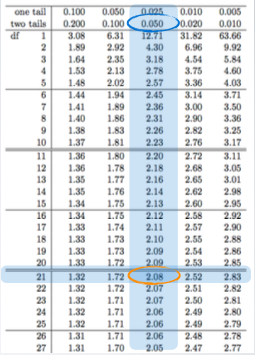 one tail 0.100 0.050 0.025 0.010 0.005
two tails 0.200 0.100 0.050 0.020 0.010
df 1 3.08 6.31 12.71 31.82 63.66
2 1.89 2.92 4.30 6.96 9.92
3 1.64 2.35 3.18 4.54 5.84
4 1.53 2.13 2.78 3.75 4.60
5 1.48 2.02 2.57 3.36 4.03
6 1.44 1.94 2.45 3.14 3.71
7 1.41 1.89 2.36 3.00 3.50
8 1.40 1.86 2.31 2.90 3.36
9 1.38 1.83 2.26 2.82 3.25
10 1.37 1.81 2.23 2.76 3.17
11 1.36 1.80 2.20 2.72 3.11
12 1.36 1.78 2.18 2.68 3.05
13 1.35 1.77 2.16 2.65 3.01
14 1.35 1.76 2.14 2.62 2.98
15 1.34 1.75 2.13 2.60 2.95
16 1.34 1.75 2.12 2.58 2.92
17 1.33 1.74 2.11 2.57 2.90
18 1.33 1.73 2.10 2.55 2.88
19 1.33 1.73 2.09 2.54 2.86
20 1.33 1.72 2.09 2.53 2.85
21 1.32 1.72 2.08 2.52 2.83
22 1.32 1.72 2.07 2.51 2.82
23 1.32 1.71 2.07 2.50 2.81
24 1.32 1.71 2.06 2.49 2.80
25 1.32 1.71 2.06 2.49 2.79
26 1.31 1.71 2.06 2.48 2.78
27 1.31 1.70 2.05 2.47 2.77